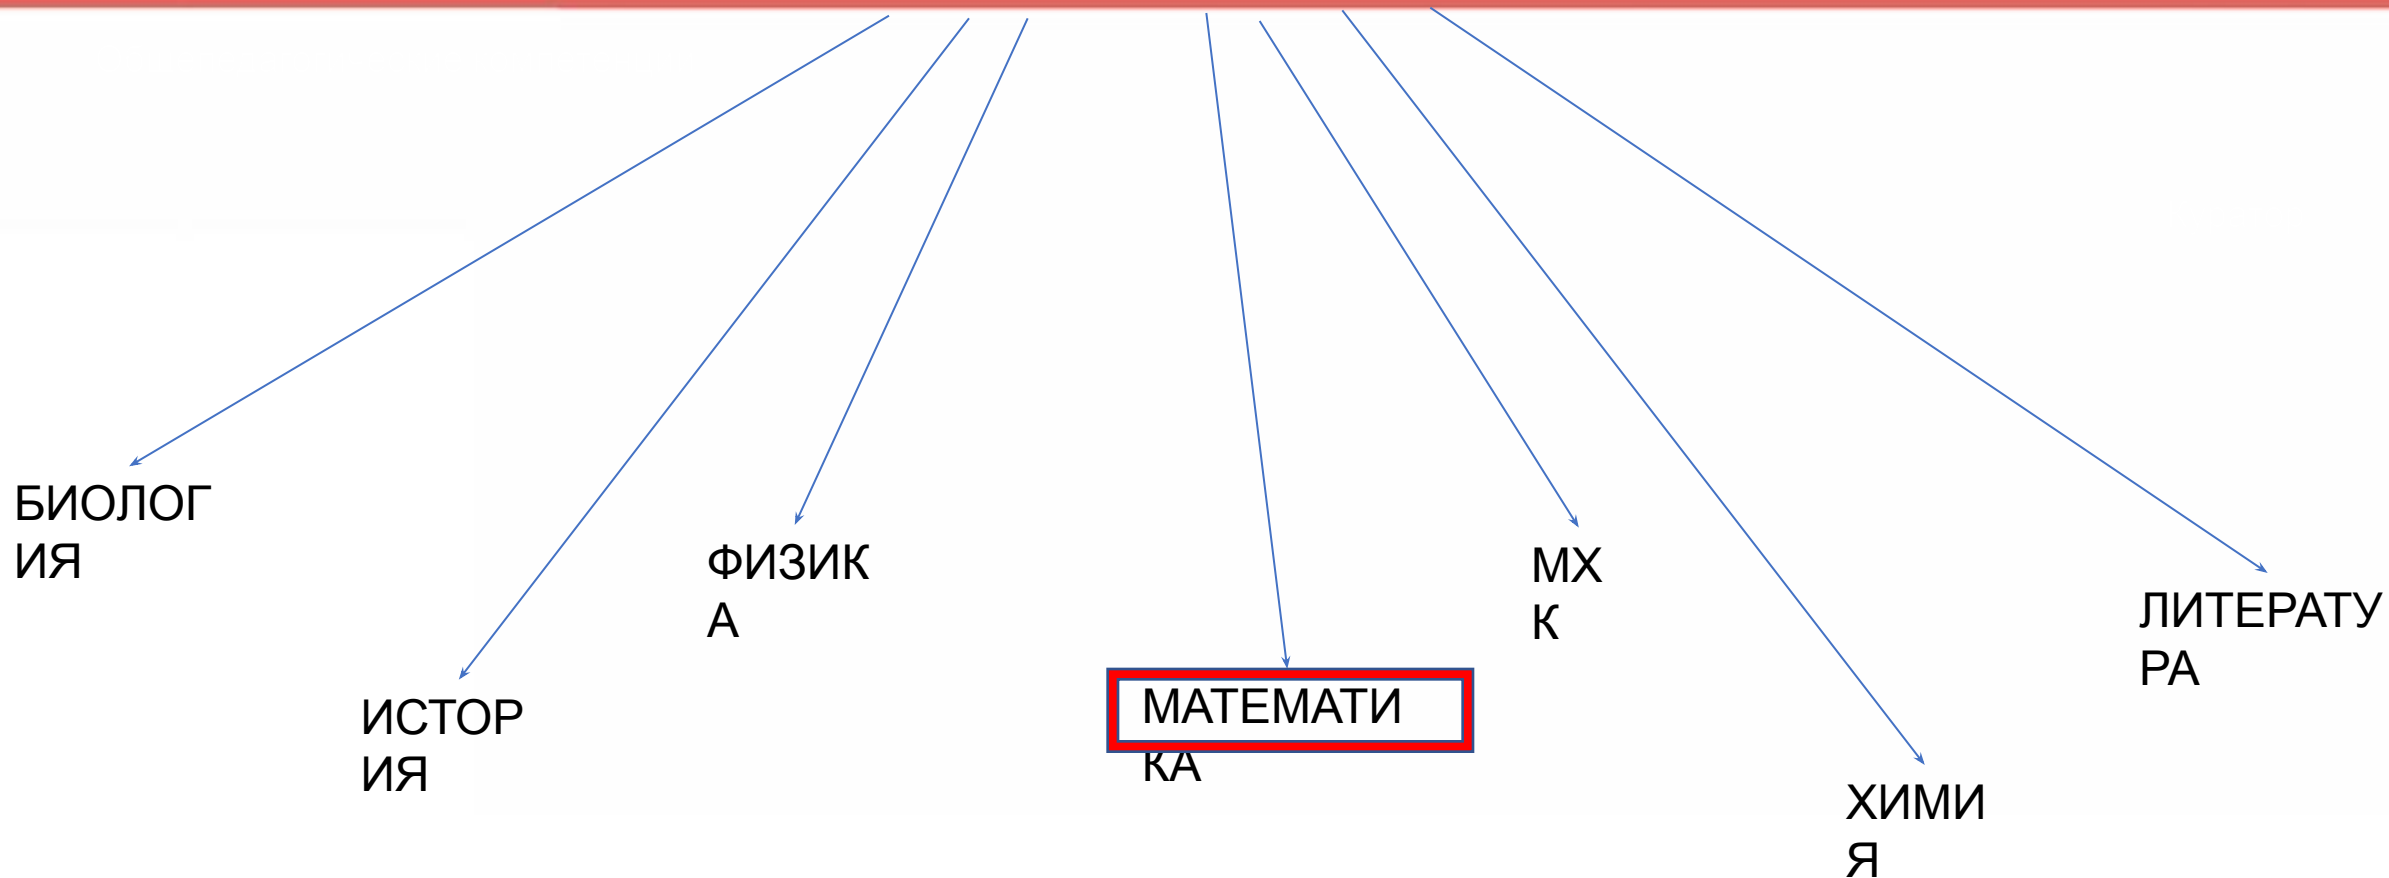 БИОЛОГ
ИЯ
ИСТОР
ИЯ
ФИЗИК
А
МАТЕМАТИ
КА
МХ
К
ХИМИ
Я
ЛИТЕРАТУ
РА